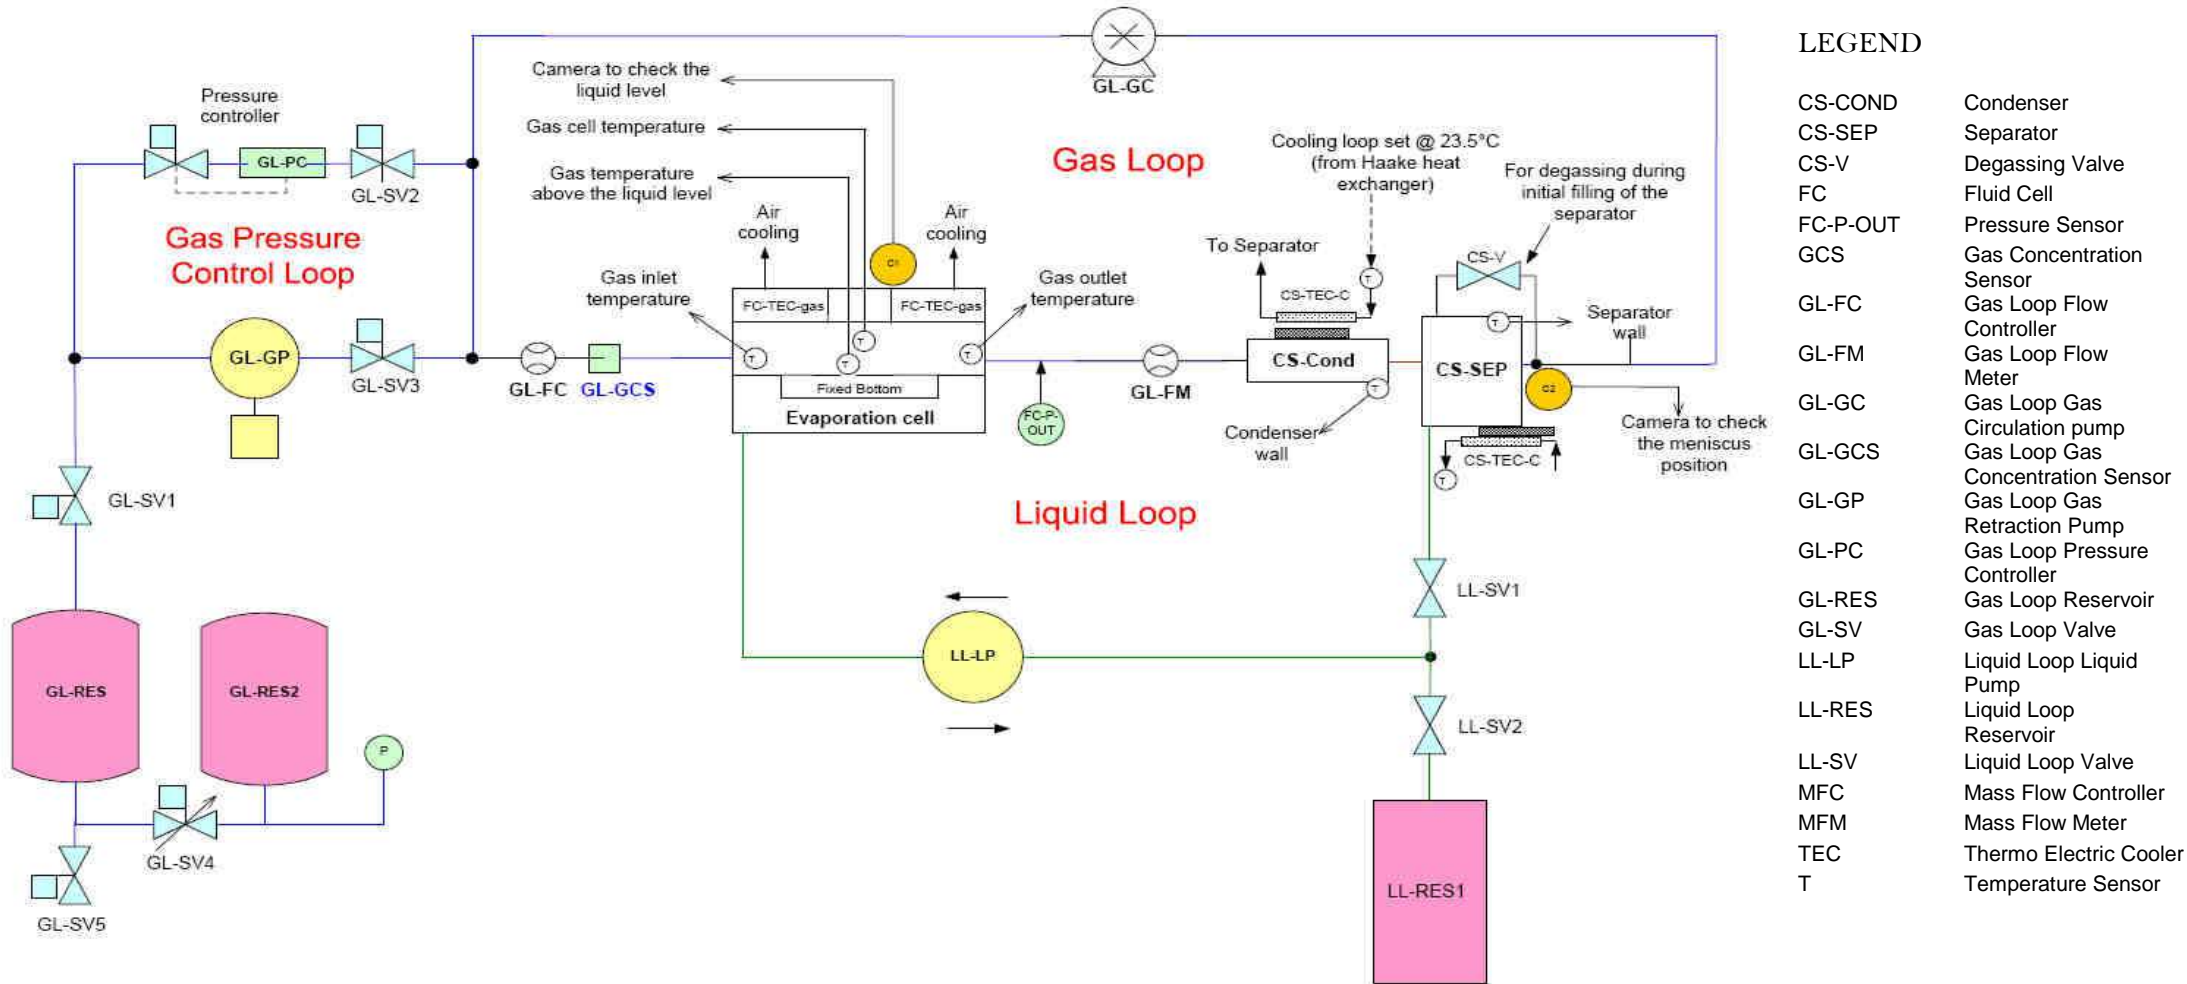 LEGEND
CS-COND Condenser
CS-SEP Separator
CS-V Degassing Valve
FC Fluid Cell
FC-P-OUT Pressure Sensor
GCS Gas Concentration
Sensor
GL-FC Gas Loop Flow
Controller
GL-FM Gas Loop Flow
Meter
GL-GC Gas Loop Gas
Circulation pump
GL-GCS Gas Loop Gas
Concentration Sensor
GL-GP Gas Loop Gas
Retraction Pump
GL-PC Gas Loop Pressure
Controller
GL-RES Gas Loop Reservoir
GL-SV Gas Loop Valve
LL-LP Liquid Loop Liquid
Pump
LL-RES Liquid Loop
Reservoir
LL-SV Liquid Loop Valve
MFC Mass Flow Controller
MFM Mass Flow Meter
TEC Thermo Electric Cooler
T Temperature Sensor
GL-GC
Camera to check the
liquid level
Gas cell temperature
Gas temperature
above the liquid level
Pressure
controller
GL-PC
GL-SV2
Gas Pressure
Control Loop
Gas Loop
Cooling loop set @ 23.5°C
(from Haake heat
exchanger)
For degassing during
initial filling of the
separator
Air
cooling
Air
cooling
C1
To Separator
T
CS-V
CS-TEC-C
Gas inlet
temperature
Gas outlet
temperature
FC-TEC-gas
FC-TEC-gas
T
T
T
T
Fixed Bottom
Evaporation cell
GL-GP
GL-SV3
GL-FC
GL-GCS
FC-P-
OUT
GL-FM
CS-Cond
T
Condenser
wall
T
Separator
wall
CS-SEP
C2
Camera to check
the meniscus
position
CS-TEC-C
T
GL-SV1
Liquid Loop
LL-SV1
LL-LP
LL-SV2
GL-RES
GL-RES2
P
GL-SV4
GL-SV5
LL-RES1